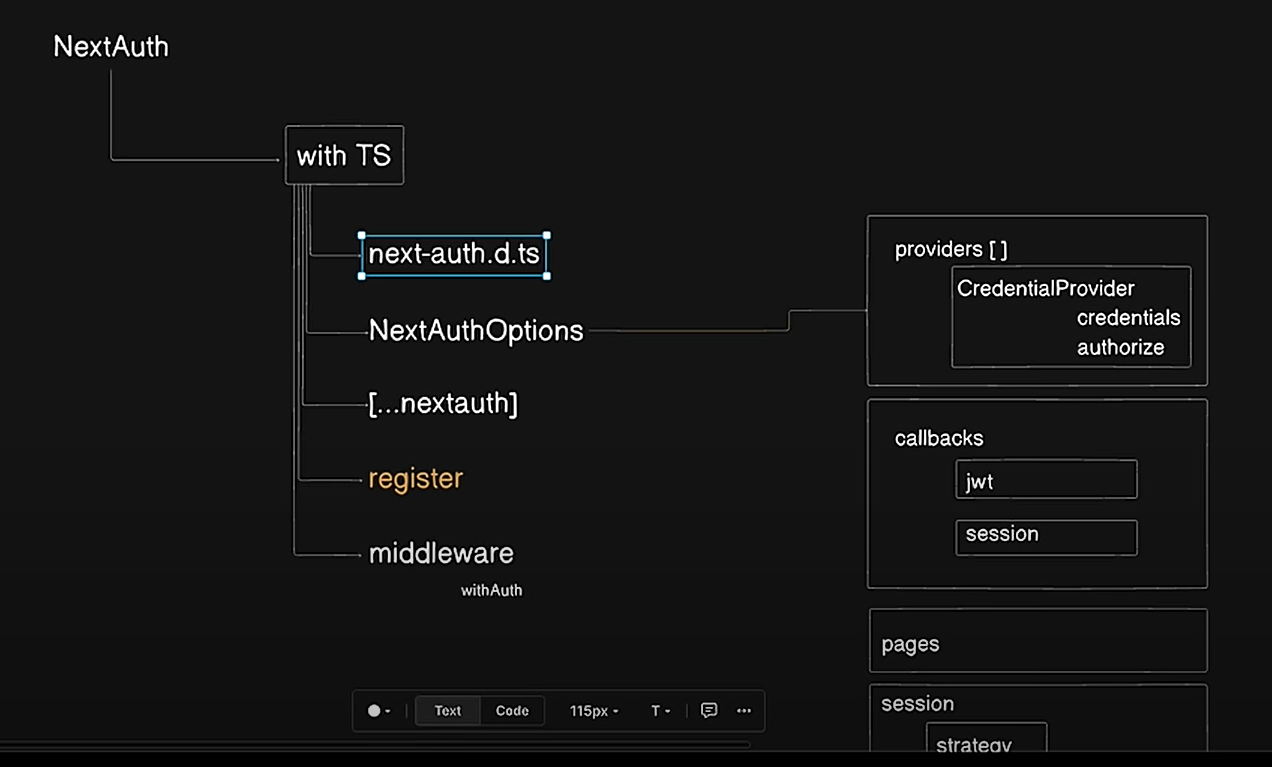 NextAuth
with TS
next-auth.d.ts
NextAuthOptions
[...nextauth]
register
middleware
withAuth
providers [ ]
CredentialProvider
credentials
authorize
callbacks
jwt
session
pages
session
strategy
Text Code 115px T